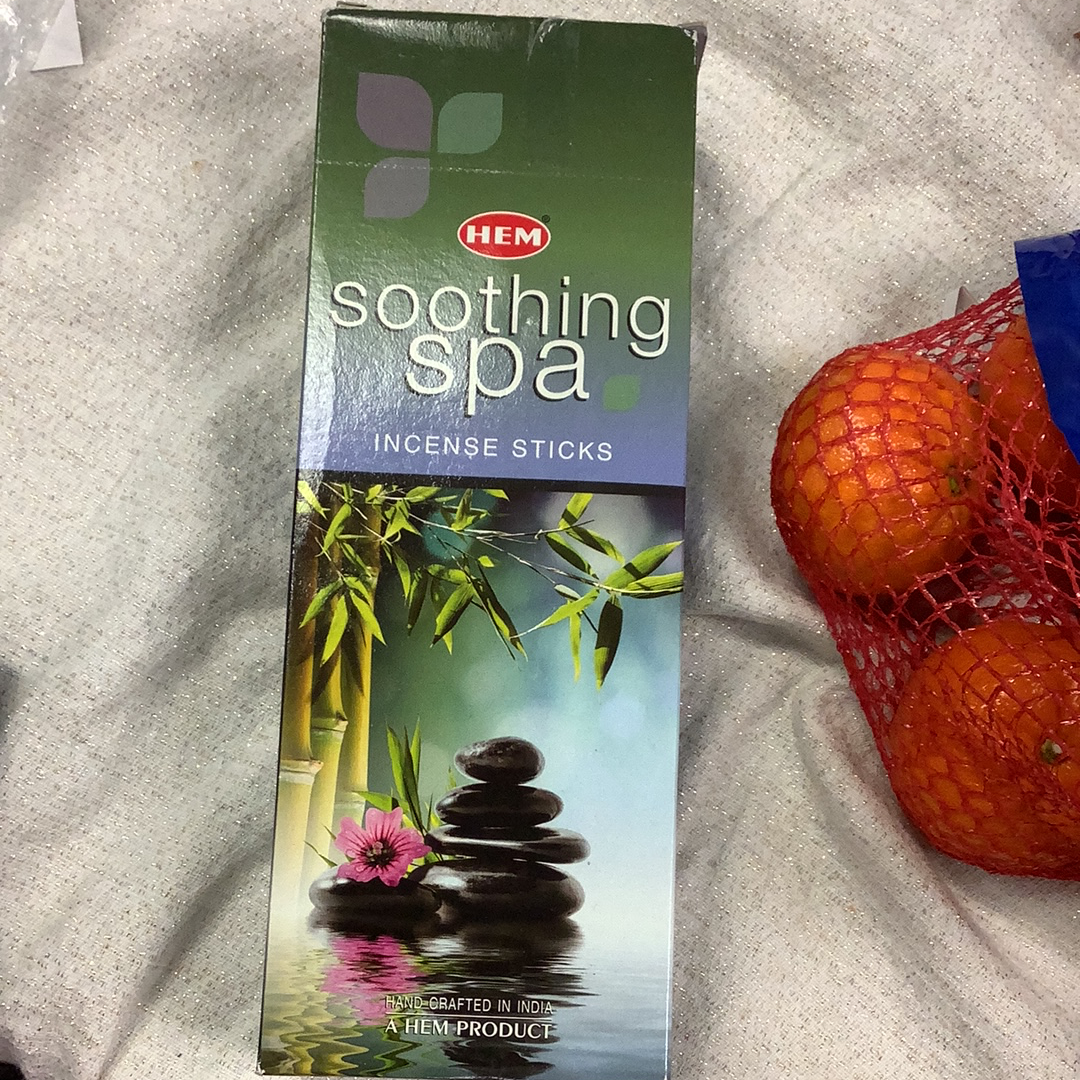 HEM®
soothing
spa
INCENSE STICKS
HAND-CRAFTED IN INDIA
A HEM PRODUCT